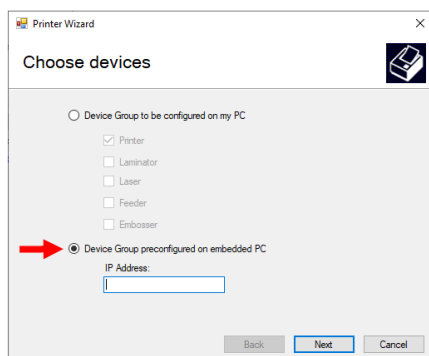 Printer Wizard
Choose devices
Device Group to be configured on my PC
Printer
Laminator
Laser
Feeder
Embosser
Device Group preconfigured on embedded PC
IP Address:
Back Next Cancel